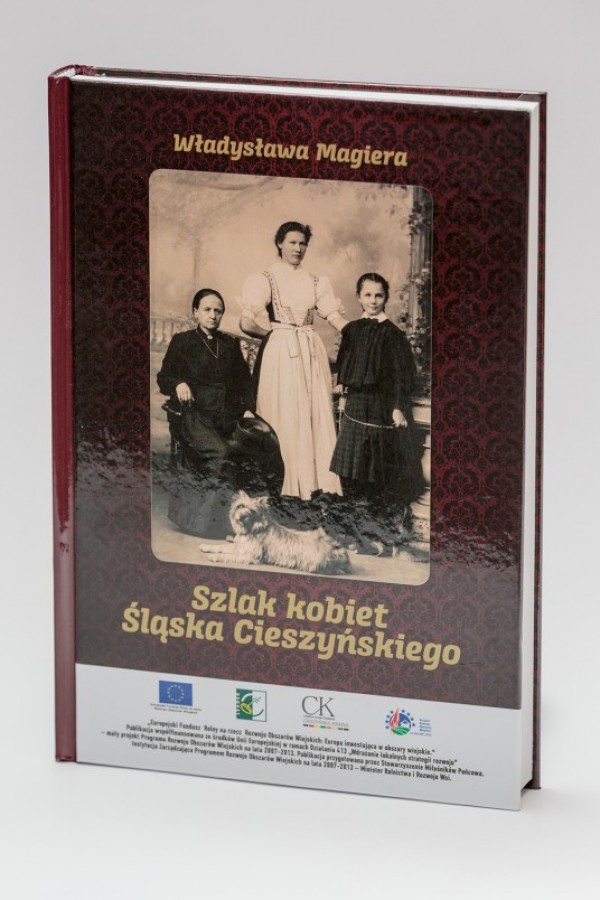 Władysława Magiera
Szlak kobiet
Śląska Cieszyńskiego
CK
„Europejski Fundusz Rolny na rzecz Rozwoju Obszarów Wiejskich: Europa inwestująca w obszary wiejskie."
Publikacja współfinansowana ze środków Unii Europejskiej w ramach Działania 413 „Wdrażanie lokalnych strategii rozwoju"
– mały projekt Programu Rozwoju Obszarów Wiejskich na lata 2007-2013. Publikacja przygotowana przez Stowarzyszenie Miłośników Pańcowa.
Instytucja Zarządzająca Programem Rozwoju Obszarów Wiejskich na lata 2007-2013 – Minister Rolnictwa i Rozwoju Wsi.